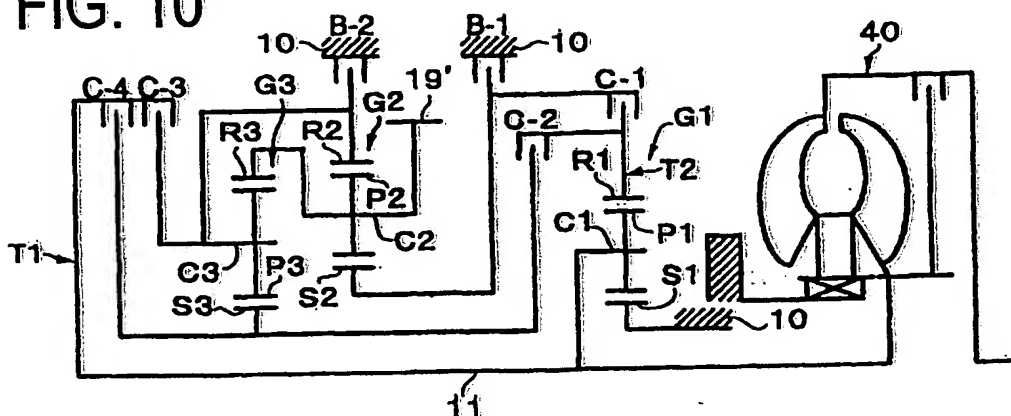 FIG. 10
B-2 B-1 40
10 10
C-4 C-3 19' C-1
G3 G2 C-2 G1
R3 R2 R1 T2
P2
T1 C2 C1 P1
C3 P3 S2 S1
S3 10
11